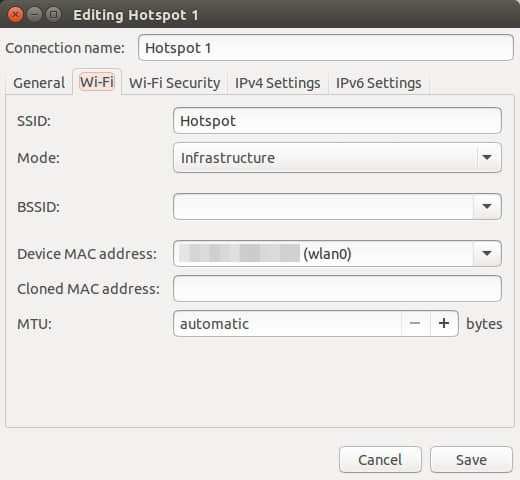 Editing Hotspot 1
Connection name: Hotspot 1
General Wi-Fi Wi-Fi Security IPv4 Settings IPv6 Settings
SSID: Hotspot
Mode: Infrastructure
BSSID:
Device MAC address: (wlan0)
Cloned MAC address:
MTU: automatic bytes
Cancel Save